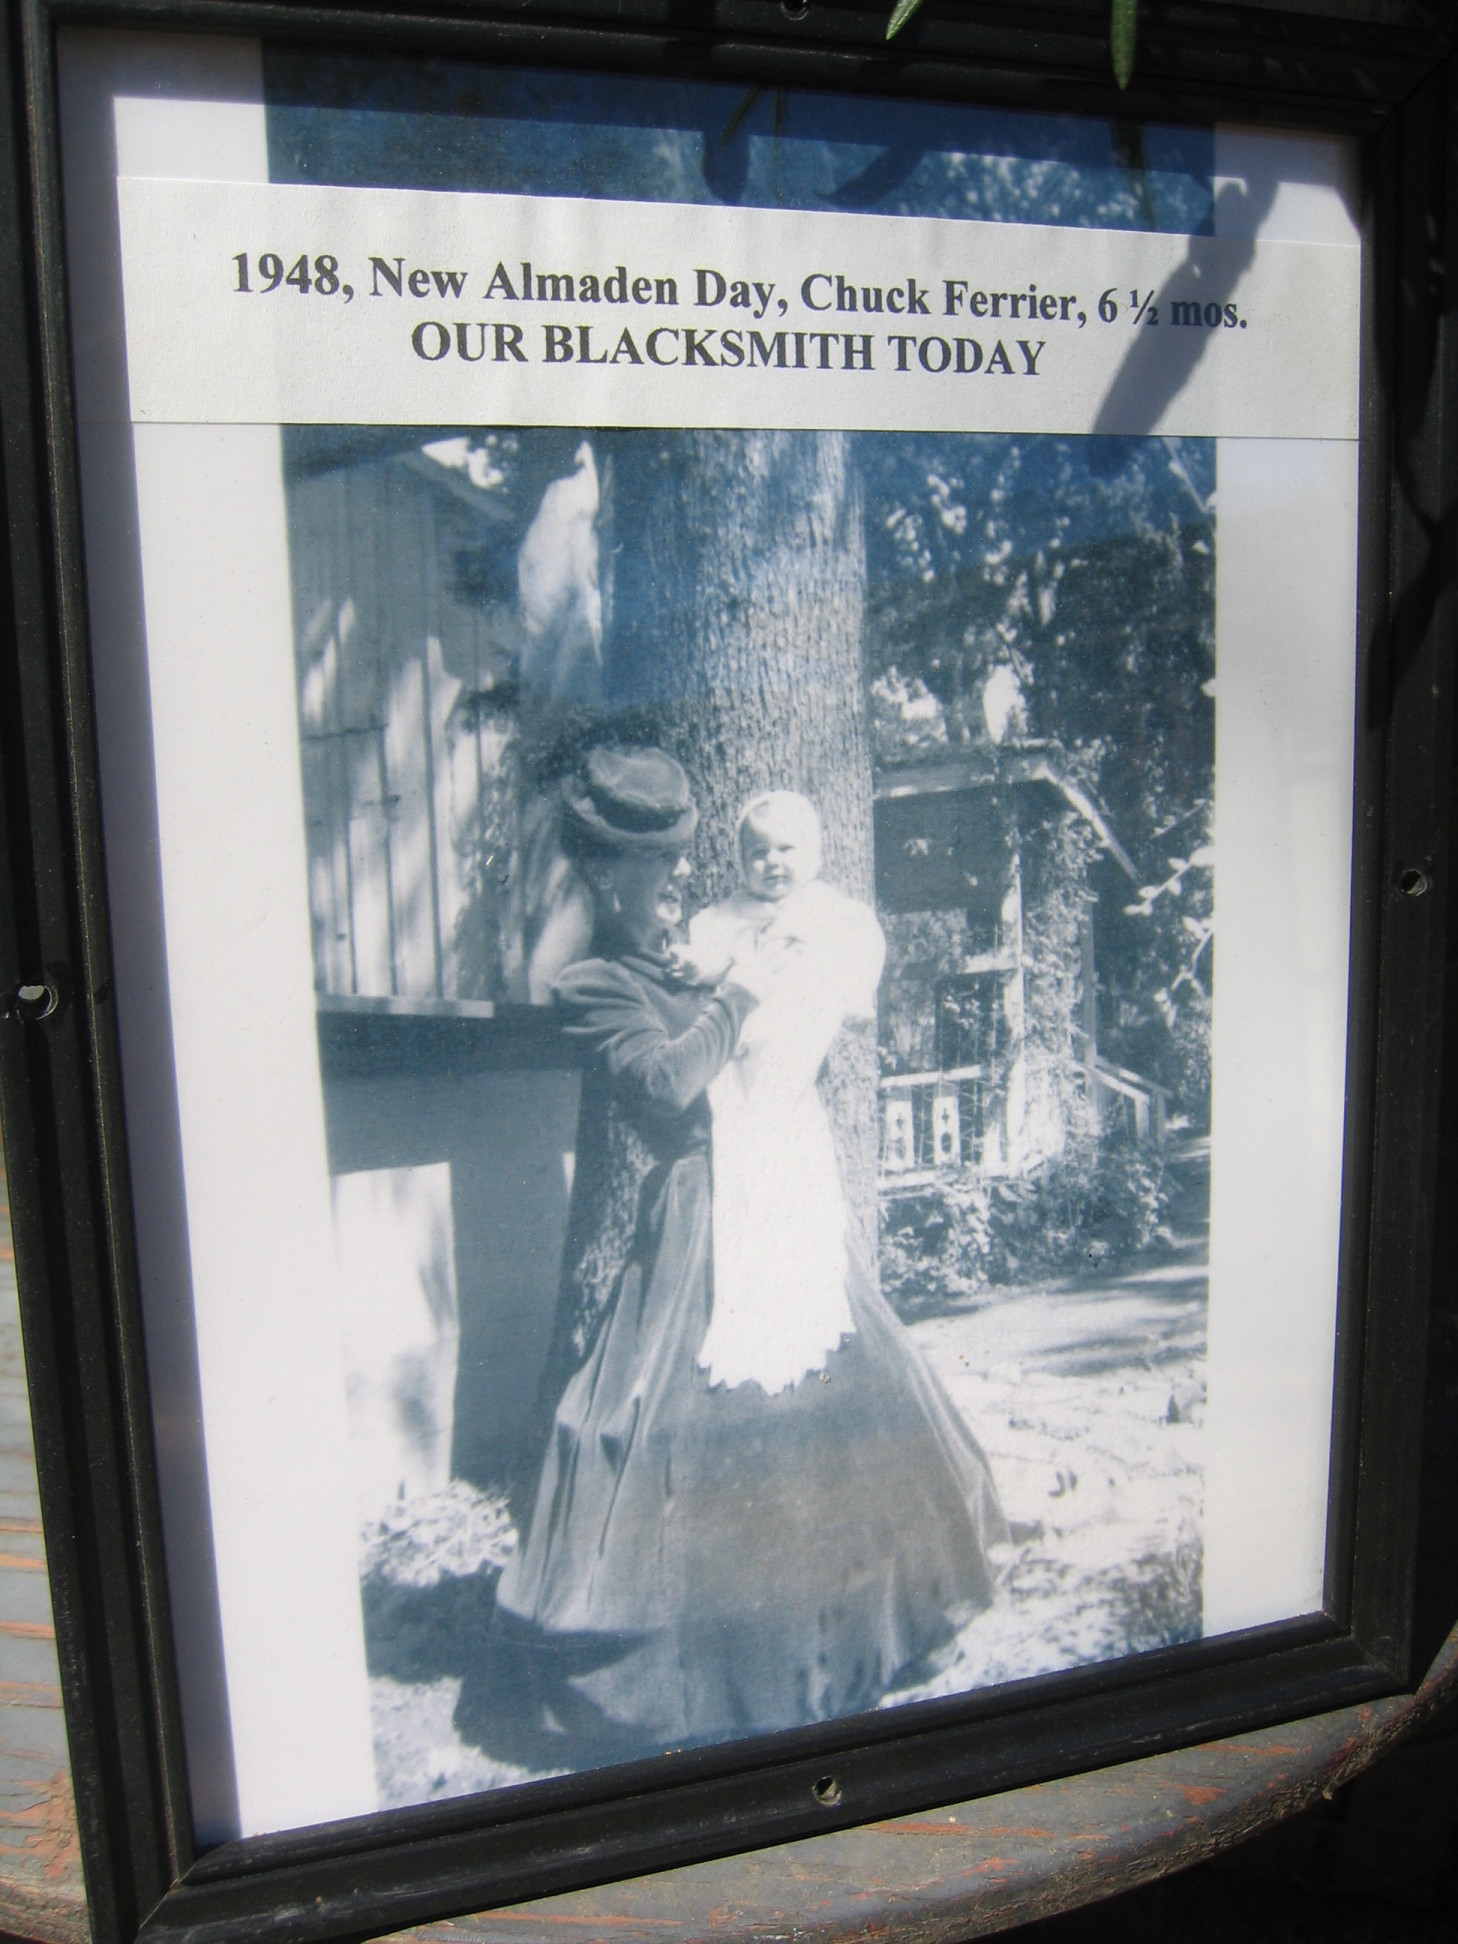 1948, New Almaden Day, Chuck Ferrier, 6 ½ mos.
OUR BLACKSMITH TODAY